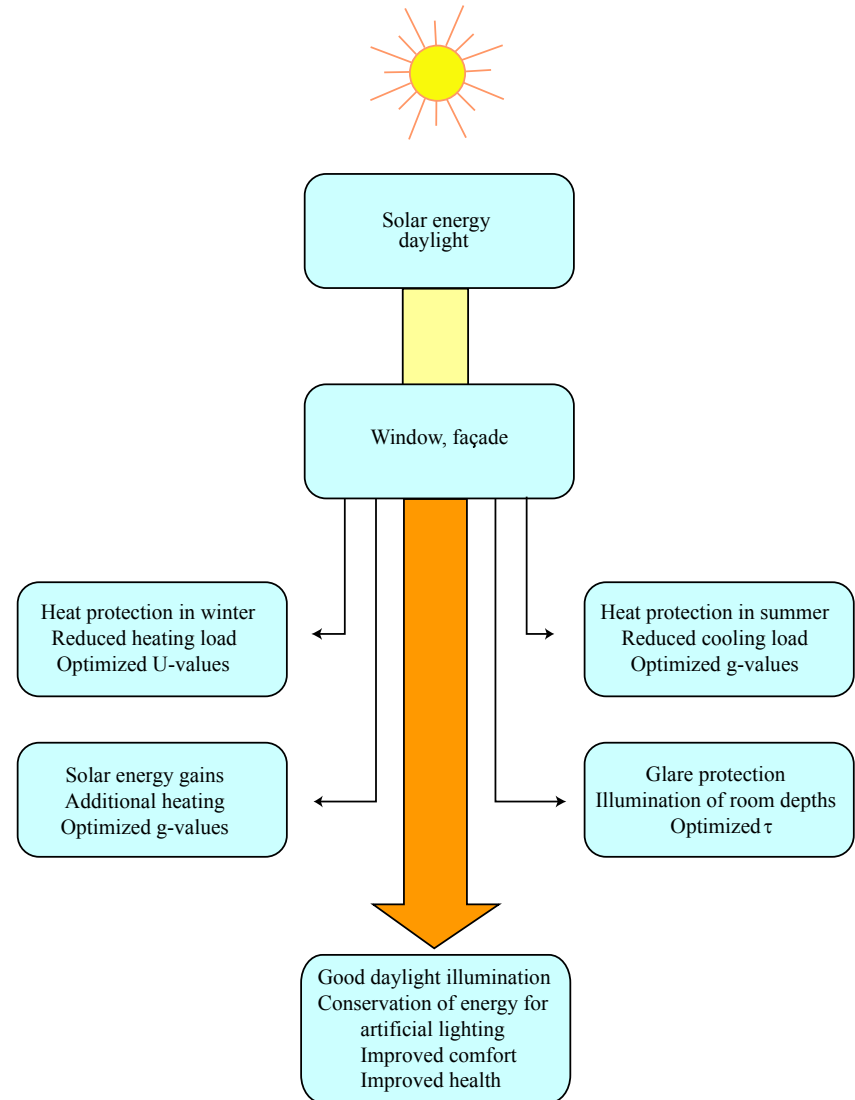 Solar energy
daylight
Window, façade
Heat protection in winter
Reduced heating load
Optimized U-values
Heat protection in summer
Reduced cooling load
Optimized g-values
Solar energy gains
Additional heating
Optimized g-values
Glare protection
Illumination of room depths
Optimized τ
Good daylight illumination
Conservation of energy for
artificial lighting
Improved comfort
Improved health